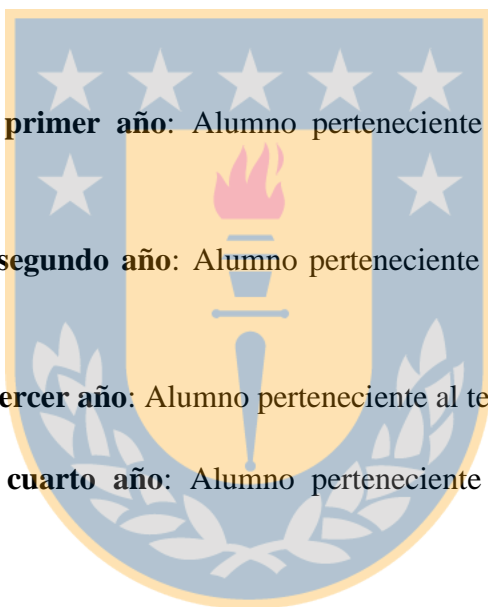 primer año: Alumno perteneciente
segundo año: Alumno perteneciente
ercer año: Alumno perteneciente al te
cuarto año: Alumno perteneciente